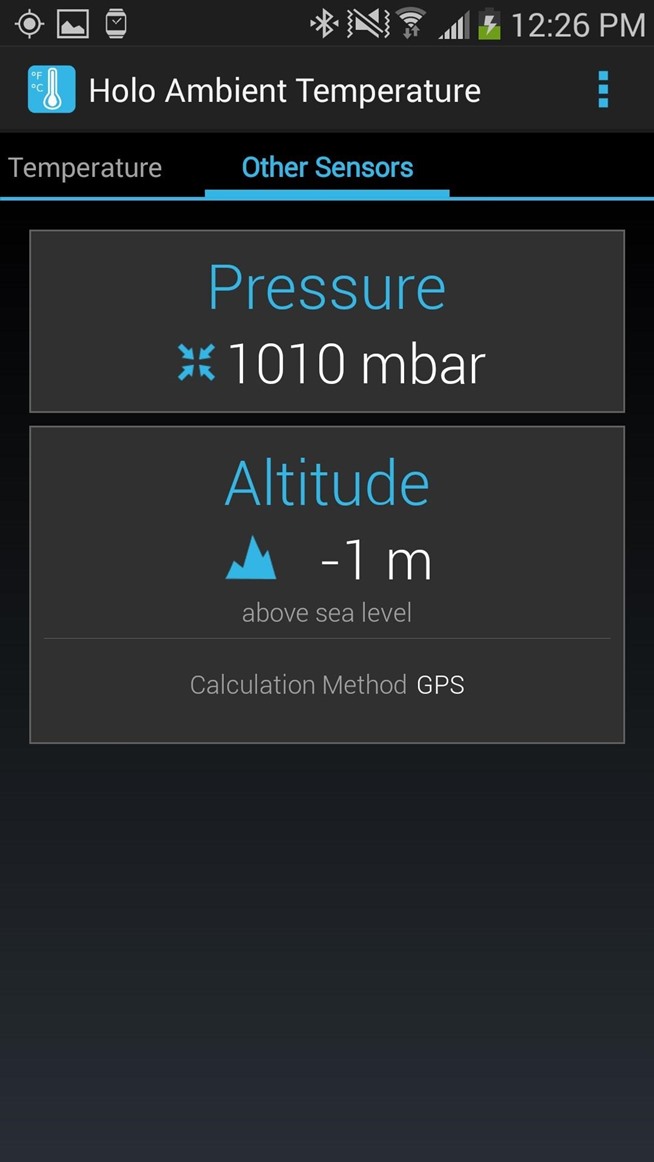 12:26 PM
°F
°C
Holo Ambient Temperature
Temperature Other Sensors
Pressure
1010 mbar
Altitude
-1 m
above sea level
Calculation Method GPS